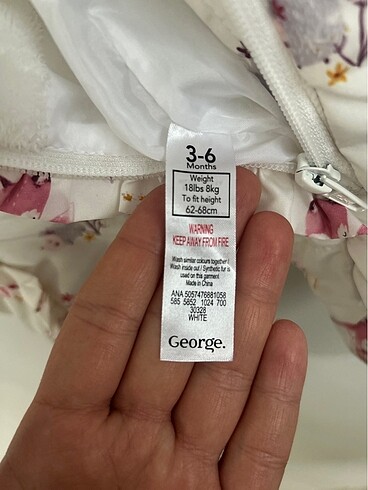 3-6
Months
Weight
18lbs 8kg
To fit height
62-68cm
WARNING
KEEP AWAY FROM FIRE
Wash similar colours together /
Wash inside out / Synthetic fur is
used on this garment
Made in China
ANA 5057476681058
585 5852 1024 700
30328
WHITE
George.